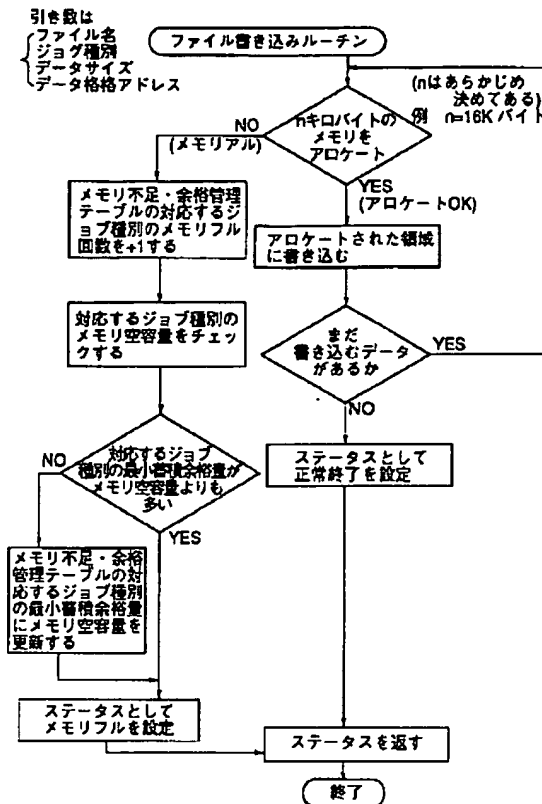 引き数は
ファイル名
ジョグ種別
データサイズ
データ格格アドレス
ファイル書き込みルーチン
(nはあらかじめ
決めてある)
例 n=16Kバイト
nキロバイトの
メモリを
アロケート
NO
(メモリアル)
YES
(アロケートOK)
メモリ不足・余裕管理
テーブルの対応するジ
ョブ種別のメモリフル
回数を+1する
アロケートされた領域
に書き込む
対応するジョブ種別の
メモリ空容量をチェッ
クする
まだ
書き込むデータ
があるか
YES
NO
対応するジョブ
種別の最小蓄積余裕量が
メモリ空容量よりも
多い
NO
YES
ステータスとして
正常終了を設定
メモリ不足・余裕
管理テーブルの対
応するジョブ種別
の最小蓄積余裕量
にメモリ空容量を
更新する
ステータスとして
メモリフルを設定
ステータスを返す
終了